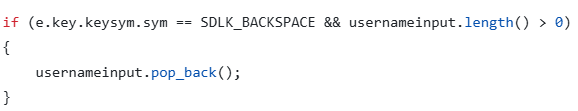 if (e.key.keysym.sym == SDLK_BACKSPACE && usernameinput.length() > 0)
{
    usernameinput.pop_back();
}